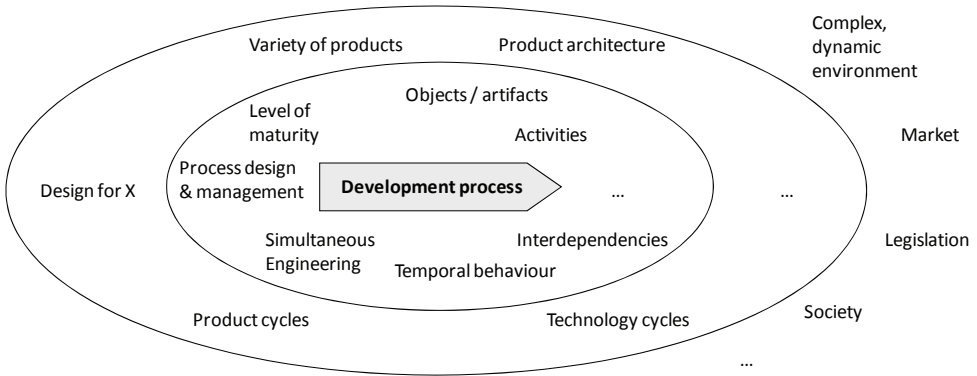 Complex,
dynamic
environment
Variety of products
Product architecture
Objects / artifacts
Level of
maturity
Activities
Market
Process design
& management
Development process
Design for X
...
...
Simultaneous
Engineering
Interdependencies
Legislation
Temporal behaviour
Product cycles
Technology cycles
Society
...